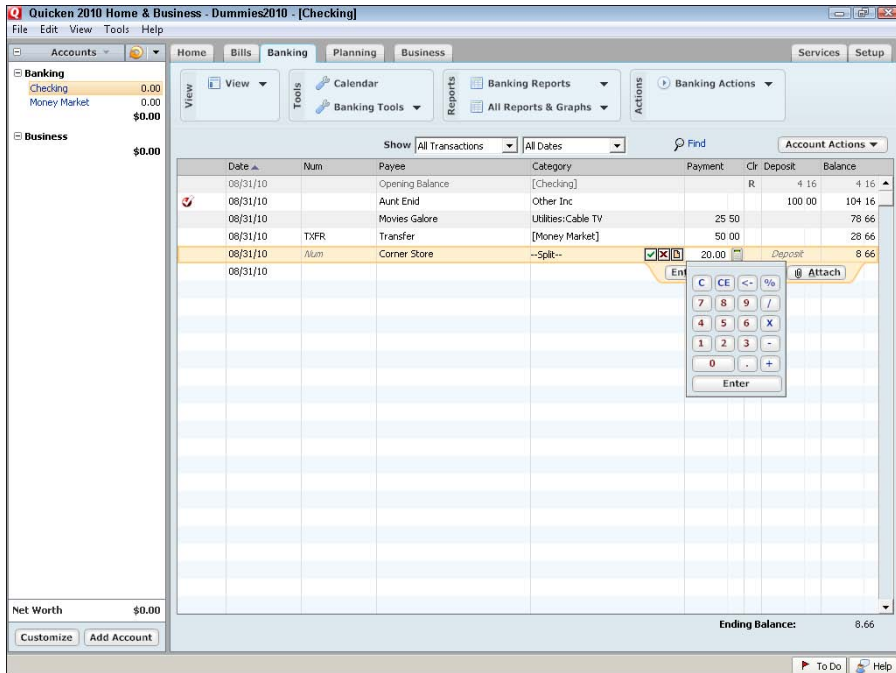 Quicken 2010 Home & Business - Dummies2010 - [Checking]
File Edit View Tools Help
Accounts
Home Bills Banking Planning Business Services Setup
Banking
Checking 0.00
Money Market 0.00
$0.00
Business
$0.00
View
View
Tools
Calendar
Banking Tools
Reports
Banking Reports
All Reports & Graphs
Actions
Banking Actions
Show All Transactions All Dates Find Account Actions
Date Num Payee Category Payment Clr Deposit Balance
08/31/10 Opening Balance [Checking] R 4 16 4 16
08/31/10 Aunt Enid Other Inc 100 00 104 16
08/31/10 Movies Galore Utilities:Cable TV 25 50 78 66
08/31/10 TXFR Transfer [Money Market] 50 00 28 66
08/31/10 Num Corner Store --Split-- 20.00 Deposit 8 66
08/31/10 Ent Attach
C CE <- %
7 8 9 /
4 5 6 X
1 2 3 -
0 . +
Enter
Ending Balance: 8.66
Net Worth $0.00
Customize Add Account
To Do Help